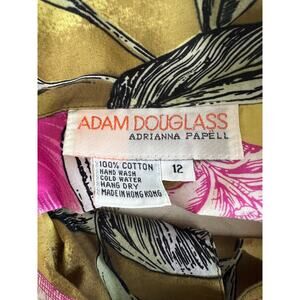 ADAM DOUGLASS
ADRIANNA PAPELL
100% COTTON
HAND WASH
COLD WATER
HANG DRY
MADE IN HONG KONG
12